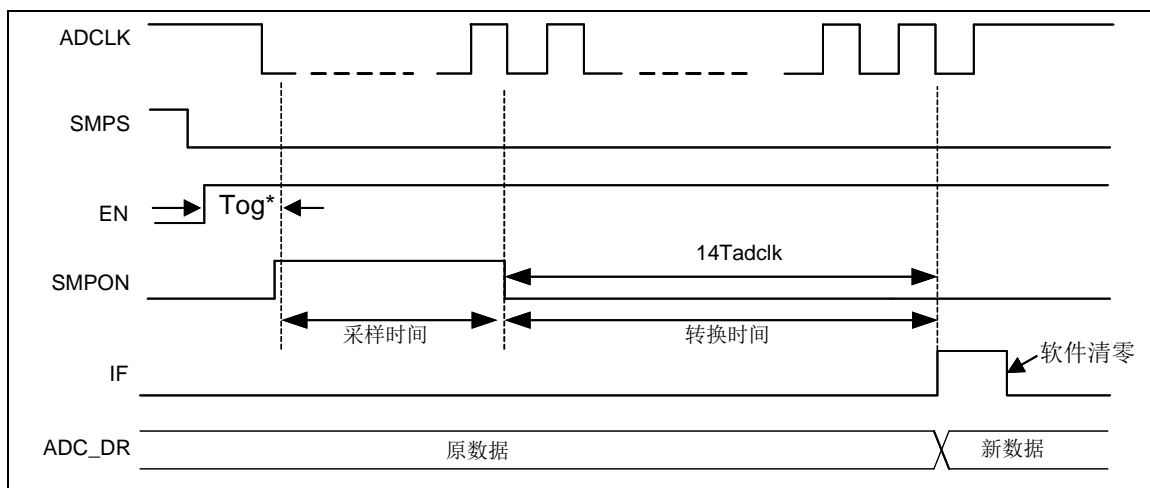 ADCLK
SMPS
EN
Tog*
SMPON
14Tadclk
采样时间
转换时间
IF
软件清零
ADC_DR
原数据
新数据